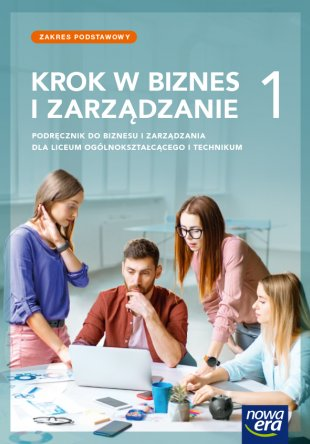 ZAKRES PODSTAWOWY
KROK W BIZNES
I ZARZĄDZANIE 1
PODRĘCZNIK DO BIZNESU I ZARZĄDZANIA
DLA LICEUM OGÓLNOKSZTAŁCĄCEGO I TECHNIKUM
nowa
era